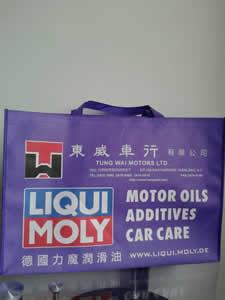 東威車行有限公司
TUNG WAI MOTORS LTD
LIQUI
MOLY
MOTOR OILS
ADDITIVES
CAR CARE
德國力魔潤滑油
WWW.LIQUI.MOLY.DE